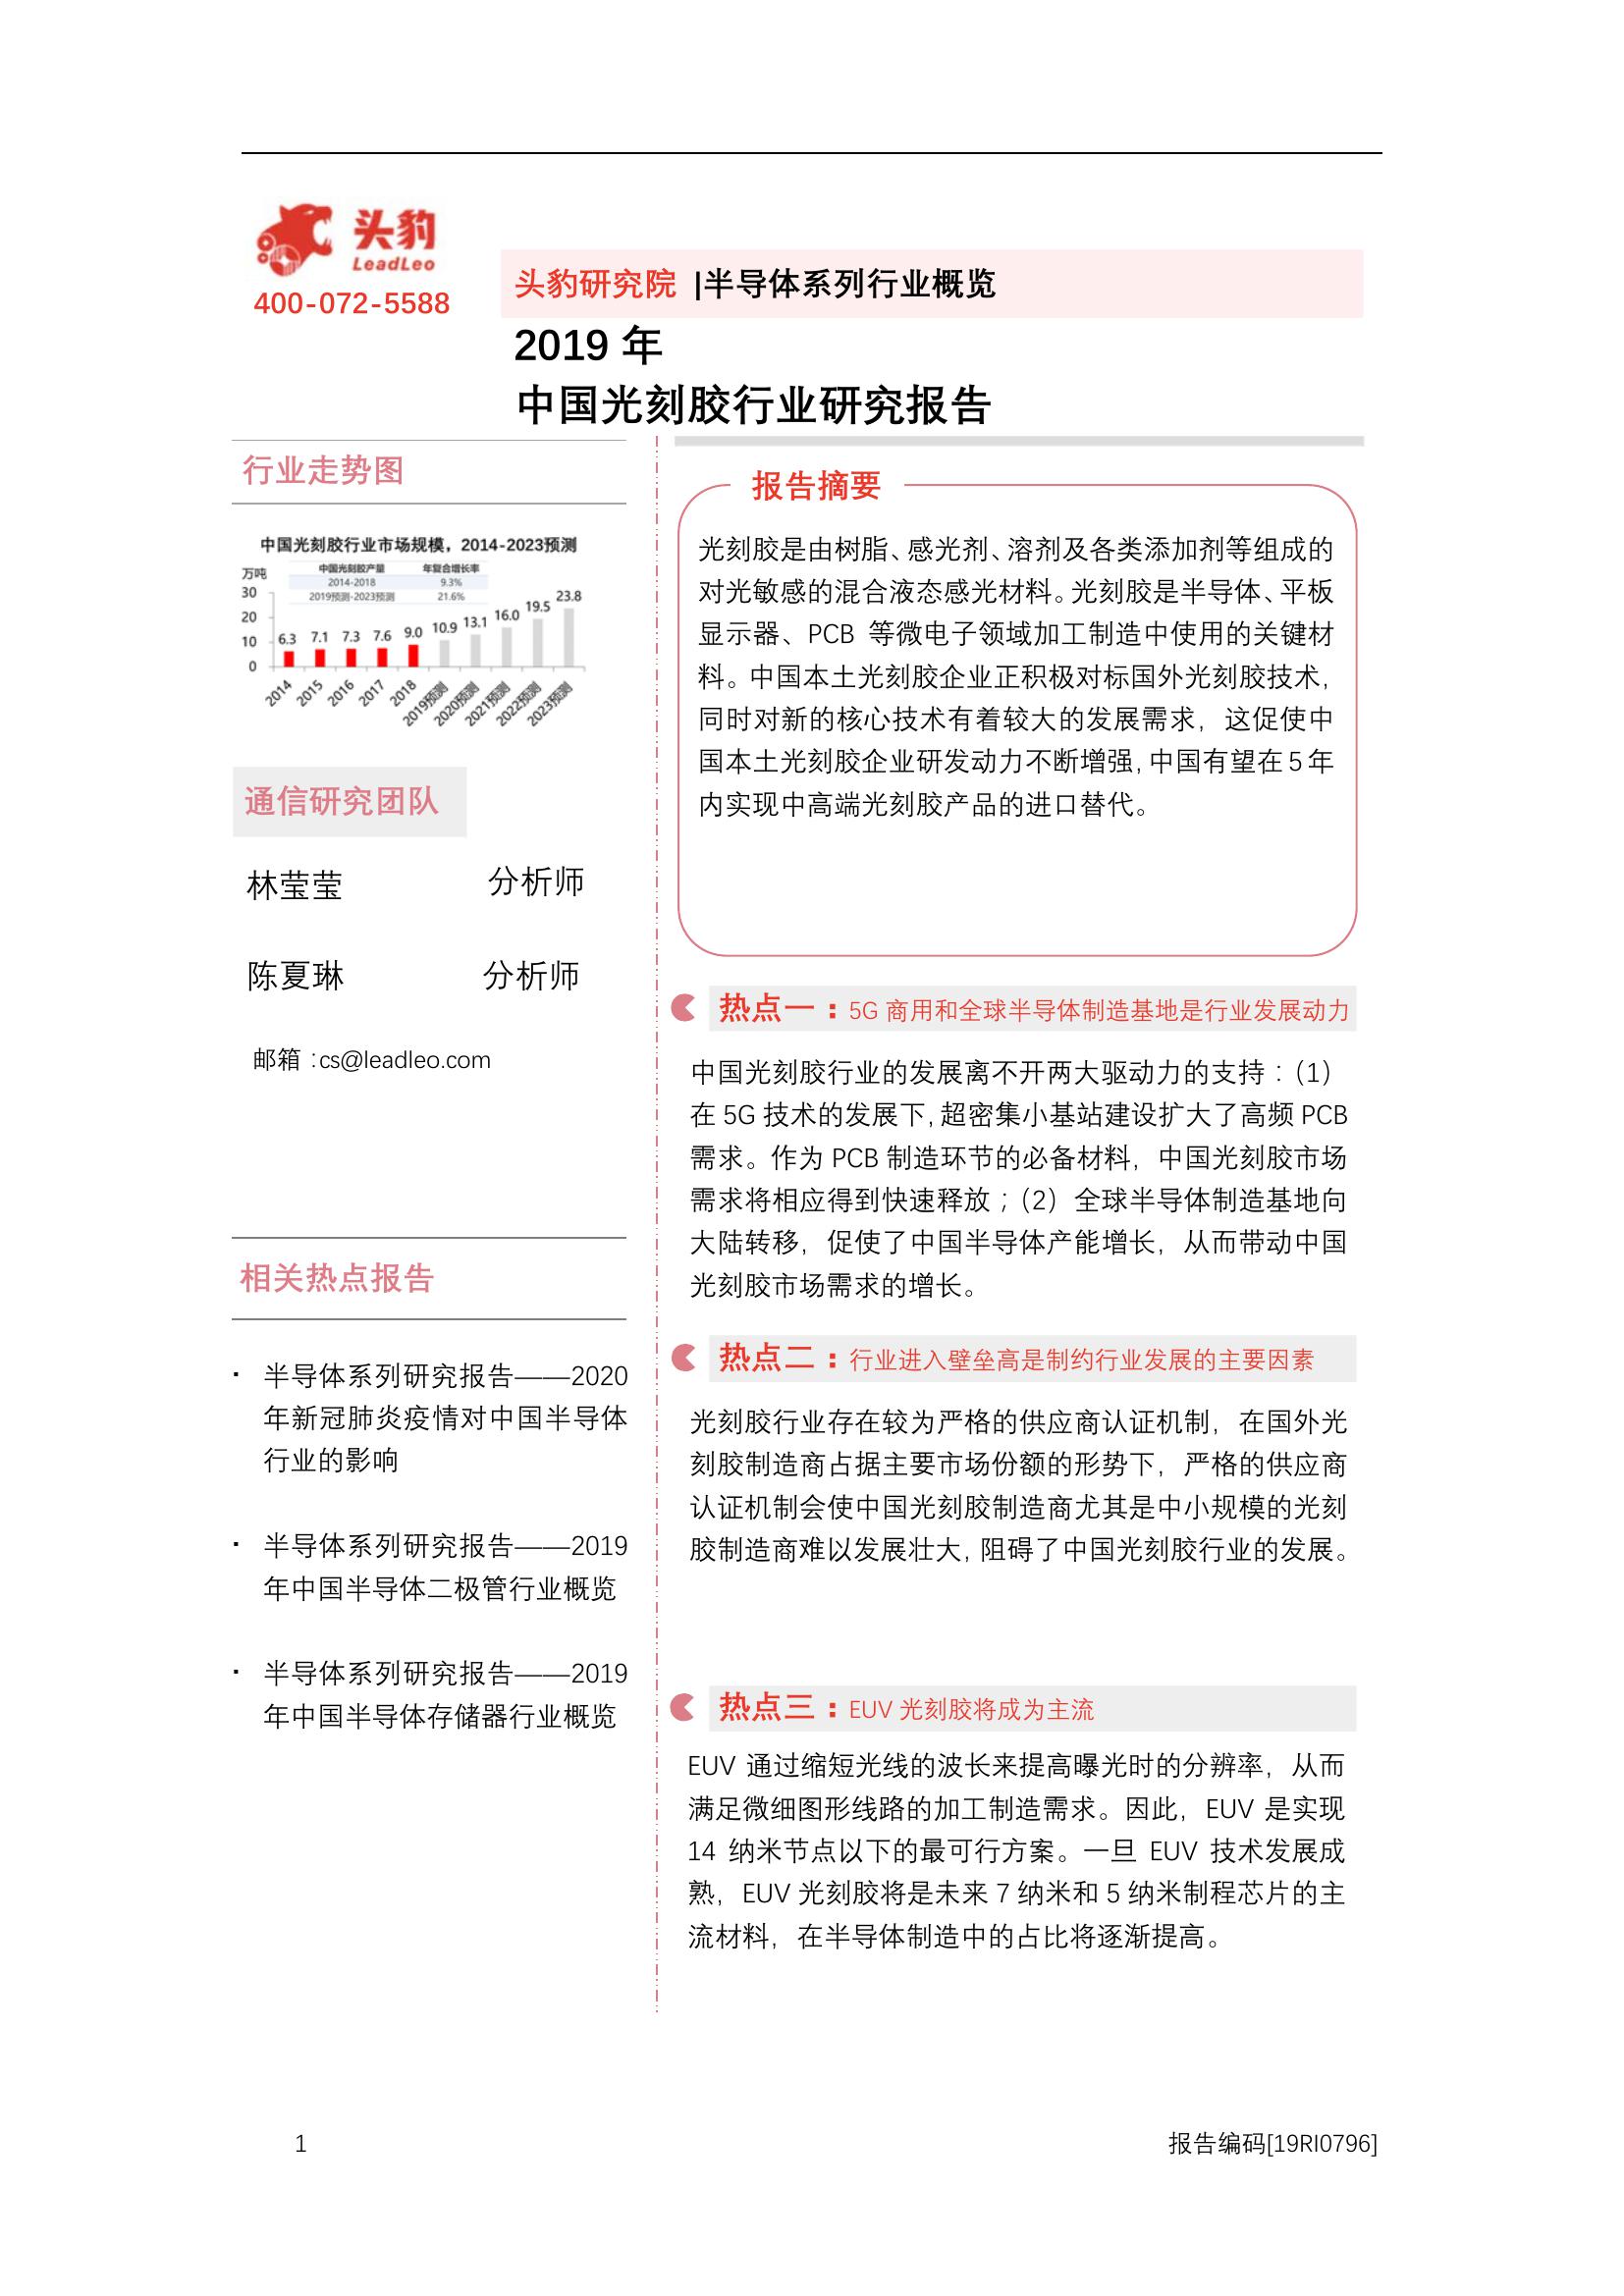 头豹
LeadLeo
400-072-5588
头豹研究院 |半导体系列行业概览
2019 年
中国光刻胶行业研究报告
行业走势图
中国光刻胶行业市场规模，2014-2023预测
中国光刻胶产量 年复合增长率
2014-2018 9.3%
2019预测-2023预测 21.6%
万吨
30
20
10
0
6.3 7.1 7.3 7.6 9.0 10.9 13.1 16.0 19.5 23.8
2014 2015 2016 2017 2018 2019预测 2020预测 2021预测 2022预测 2023预测
通信研究团队
林莹莹 分析师
陈夏琳 分析师
邮箱：cs@leadleo.com
相关热点报告
▪ 半导体系列研究报告——2020
年新冠肺炎疫情对中国半导体
行业的影响
▪ 半导体系列研究报告——2019
年中国半导体二极管行业概览
▪ 半导体系列研究报告——2019
年中国半导体存储器行业概览
报告摘要
光刻胶是由树脂、感光剂、溶剂及各类添加剂等组成的
对光敏感的混合液态感光材料。光刻胶是半导体、平板
显示器、PCB 等微电子领域加工制造中使用的关键材
料。中国本土光刻胶企业正积极对标国外光刻胶技术，
同时对新的核心技术有着较大的发展需求，这促使中
国本土光刻胶企业研发动力不断增强，中国有望在 5 年
内实现中高端光刻胶产品的进口替代。
热点一：5G 商用和全球半导体制造基地是行业发展动力
中国光刻胶行业的发展离不开两大驱动力的支持：（1）
在 5G 技术的发展下，超密集小基站建设扩大了高频 PCB
需求。作为 PCB 制造环节的必备材料，中国光刻胶市场
需求将相应得到快速释放；（2）全球半导体制造基地向
大陆转移，促使了中国半导体产能增长，从而带动中国
光刻胶市场需求的增长。
热点二：行业进入壁垒高是制约行业发展的主要因素
光刻胶行业存在较为严格的供应商认证机制，在国外光
刻胶制造商占据主要市场份额的形势下，严格的供应商
认证机制会使中国光刻胶制造商尤其是中小规模的光刻
胶制造商难以发展壮大，阻碍了中国光刻胶行业的发展。
热点三：EUV 光刻胶将成为主流
EUV 通过缩短光线的波长来提高曝光时的分辨率，从而
满足微细图形线路的加工制造需求。因此，EUV 是实现
14 纳米节点以下的最可行方案。一旦 EUV 技术发展成
熟，EUV 光刻胶将是未来 7 纳米和 5 纳米制程芯片的主
流材料，在半导体制造中的占比将逐渐提高。
1
报告编码[19RI0796]